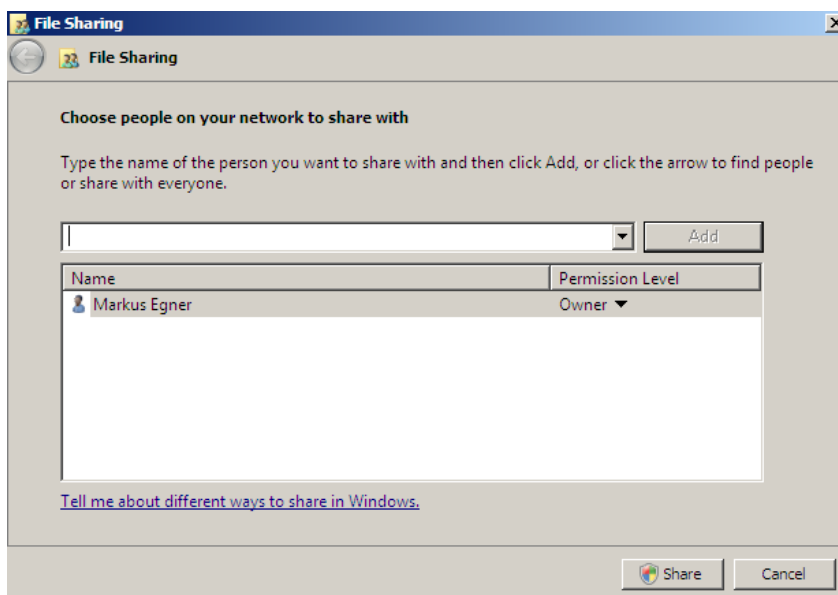 File Sharing
File Sharing
Choose people on your network to share with
Type the name of the person you want to share with and then click Add, or click the arrow to find people
or share with everyone.
Add
Name Permission Level
Markus Egner Owner
Tell me about different ways to share in Windows.
Share Cancel